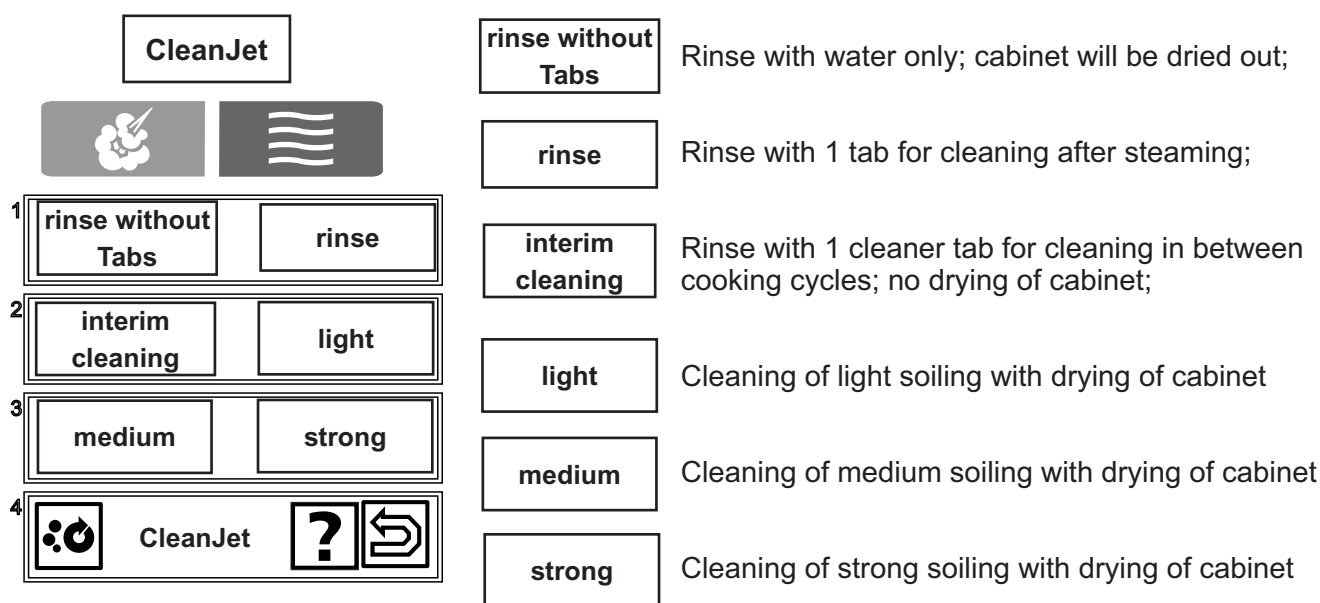 CleanJet
1
rinse without
Tabs
rinse
2
interim
cleaning
light
3
medium
strong
4
CleanJet
?
rinse without
Tabs
Rinse with water only; cabinet will be dried out;
rinse
Rinse with 1 tab for cleaning after steaming;
interim
cleaning
Rinse with 1 cleaner tab for cleaning in between
cooking cycles; no drying of cabinet;
light
Cleaning of light soiling with drying of cabinet
medium
Cleaning of medium soiling with drying of cabinet
strong
Cleaning of strong soiling with drying of cabinet